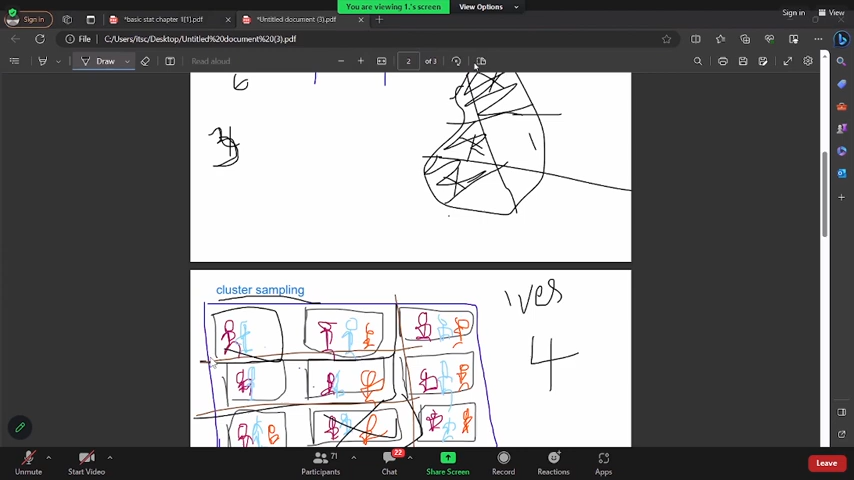 You are viewing 1.'s screen
View Options
Sign in
*basic stat chapter 1[1].pdf
*Untitled document (3).pdf
Sign in
View
File
C:/Users/itsc/Desktop/Untitled%20document%20(3).pdf
Draw
Read aloud
2
of 3
6
cluster sampling
4
Unmute
Start Video
71
Participants
22
Chat
Share Screen
Record
Reactions
Apps
Leave